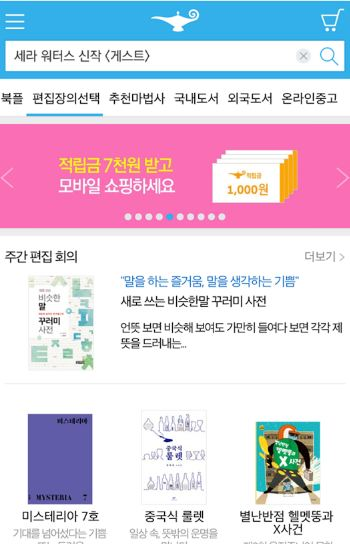 세라 워터스 신작 <게스트>
북플 편집장의선택 추천마법사 국내도서 외국도서 온라인중고
적립금 7천원 받고
모바일 쇼핑하세요
적립금
1,000원
주간 편집 회의
더보기 >
비슷한
말
꾸러미
사전
"말을 하는 즐거움, 말을 생각하는 기쁨"
새로 쓰는 비슷한말 꾸러미 사전
언뜻 보면 비슷해 보여도 가만히 들여다 보면 각각 제
뜻을 드러내는...
미스테리아
MYSTERIA 7
중국식
룰렛
X사건
미스테리아 7호
기대를 넘어섰다는 기쁨
중국식 룰렛
일상 속, 뜻밖의 운명을
별난반점 헬멧뚱과
X사건